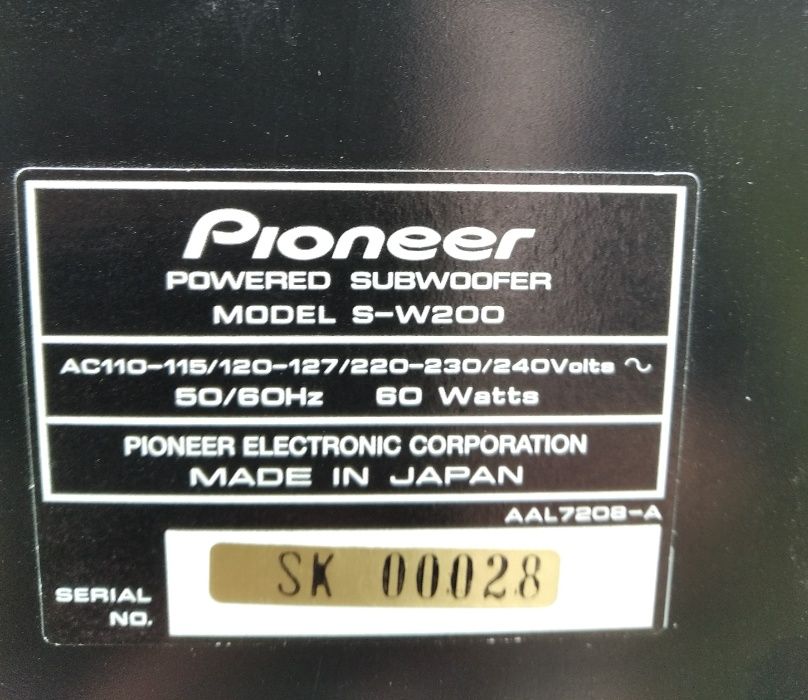 Pioneer
POWERED SUBWOOFER
MODEL S-W200
AC110-115/120-127/220-230/240Volts ~
50/60Hz 60 Watts
PIONEER ELECTRONIC CORPORATION
MADE IN JAPAN
AAL7208-A
SERIAL
NO.
SK 00028